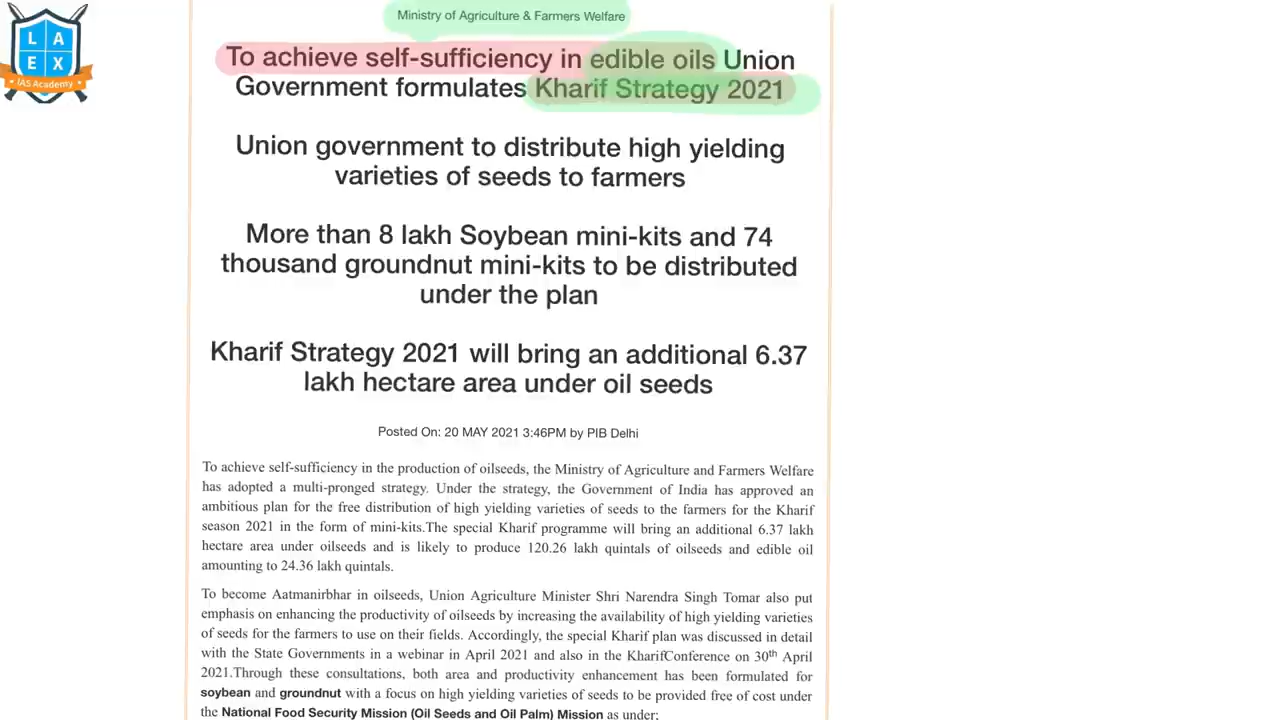 L A
E X
IAS Academy
Ministry of Agriculture & Farmers Welfare
To achieve self-sufficiency in edible oils Union
Government formulates Kharif Strategy 2021
Union government to distribute high yielding
varieties of seeds to farmers
More than 8 lakh Soybean mini-kits and 74
thousand groundnut mini-kits to be distributed
under the plan
Kharif Strategy 2021 will bring an additional 6.37
lakh hectare area under oil seeds
Posted On: 20 MAY 2021 3:46PM by PIB Delhi
To achieve self-sufficiency in the production of oilseeds, the Ministry of Agriculture and Farmers Welfare
has adopted a multi-pronged strategy. Under the strategy, the Government of India has approved an
ambitious plan for the free distribution of high yielding varieties of seeds to the farmers for the Kharif
season 2021 in the form of mini-kits.The special Kharif programme will bring an additional 6.37 lakh
hectare area under oilseeds and is likely to produce 120.26 lakh quintals of oilseeds and edible oil
amounting to 24.36 lakh quintals.
To become Aatmanirbhar in oilseeds, Union Agriculture Minister Shri Narendra Singh Tomar also put
emphasis on enhancing the productivity of oilseeds by increasing the availability of high yielding varieties
of seeds for the farmers to use on their fields. Accordingly, the special Kharif plan was discussed in detail
with the State Governments in a webinar in April 2021 and also in the KharifConference on 30th April
2021.Through these consultations, both area and productivity enhancement has been formulated for
soybean and groundnut with a focus on high yielding varieties of seeds to be provided free of cost under
the National Food Security Mission (Oil Seeds and Oil Palm) Mission as under;